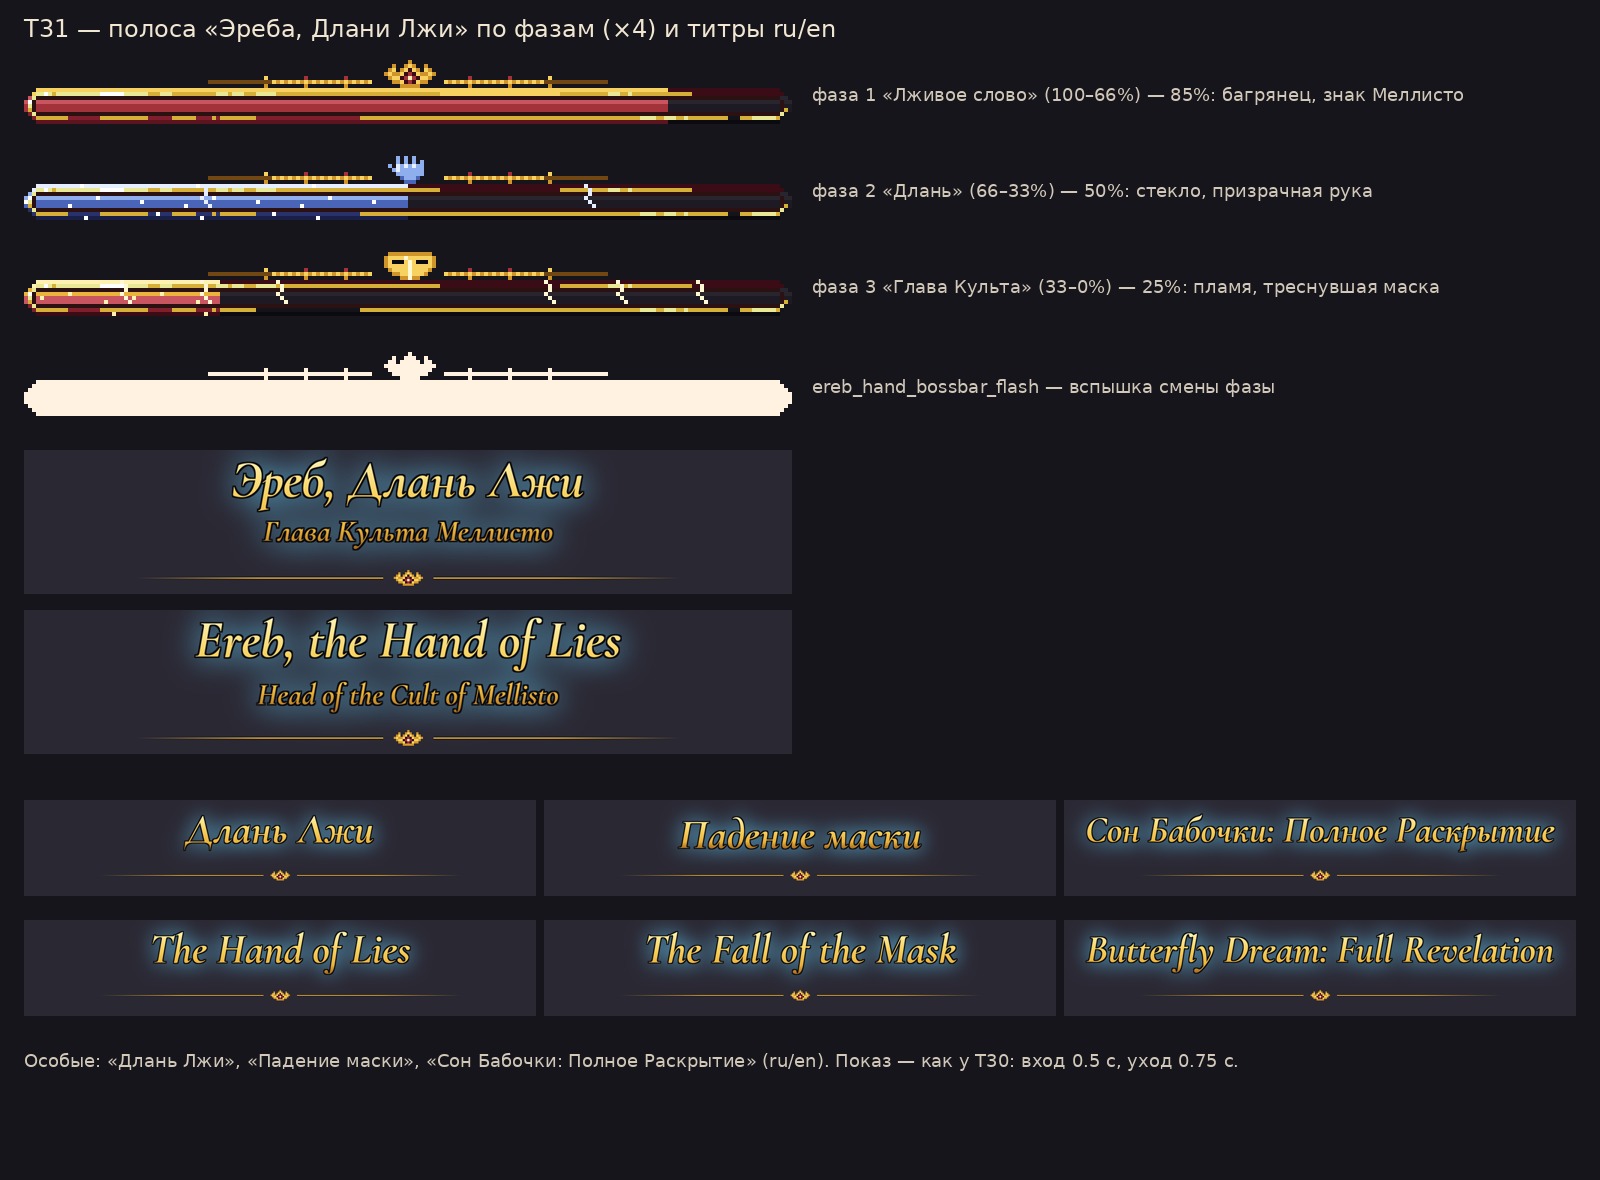 T31 — полоса «Эреба, Длани Лжи» по фазам (×4) и титры ru/en
фаза 1 «Лживое слово» (100–66%) — 85%: багрянец, знак Меллисто
фаза 2 «Длань» (66–33%) — 50%: стекло, призрачная рука
фаза 3 «Глава Культа» (33–0%) — 25%: пламя, треснувшая маска
ereb_hand_bossbar_flash — вспышка смены фазы
Эреб, Длань Лжи
Глава Культа Меллисто
Ereb, the Hand of Lies
Head of the Cult of Mellisto
Длань Лжи
Падение маски
Сон Бабочки: Полное Раскрытие
The Hand of Lies
The Fall of the Mask
Butterfly Dream: Full Revelation
Особые: «Длань Лжи», «Падение маски», «Сон Бабочки: Полное Раскрытие» (ru/en). Показ — как у Т30: вход 0.5 с, уход 0.75 с.